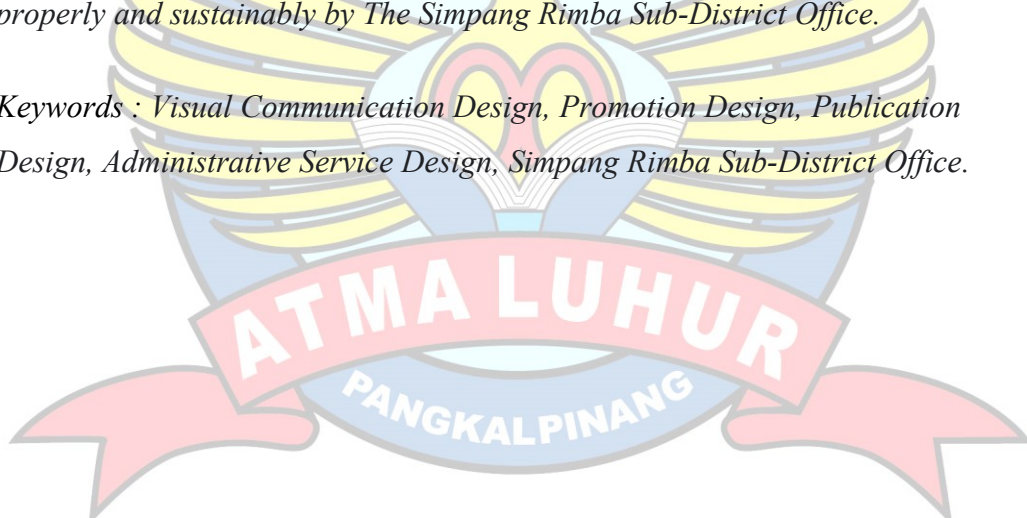 properly and sustainably by The Simpang Rimba Sub-District Office.
Keywords : Visual Communication Design, Promotion Design, Publication
Design, Administrative Service Design, Simpang Rimba Sub-District Office.
ATMA LUHUR
PANGKALPINANG